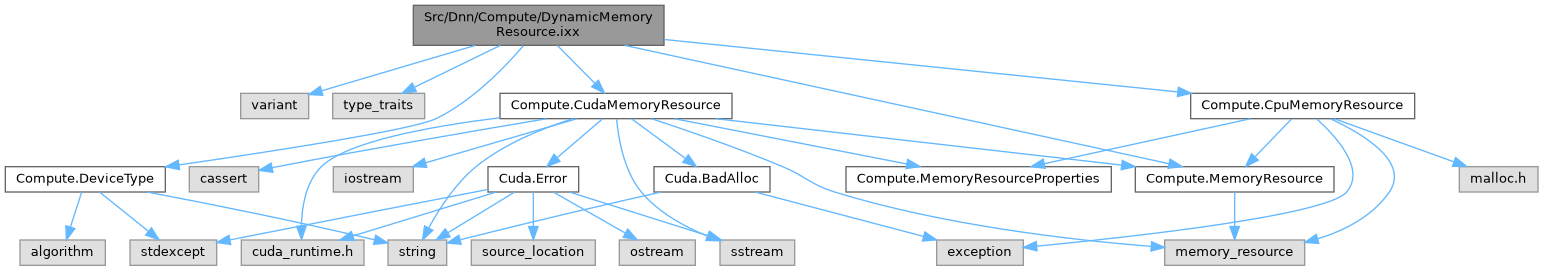 Src/Dnn/Compute/DynamicMemory
Resource.ixx
variant
type_traits
Compute.CudaMemoryResource
Compute.CpuMemoryResource
Compute.DeviceType
cassert
iostream
Cuda.Error
Cuda.BadAlloc
Compute.MemoryResourceProperties
Compute.MemoryResource
malloc.h
algorithm
stdexcept
cuda_runtime.h
string
source_location
ostream
sstream
exception
memory_resource